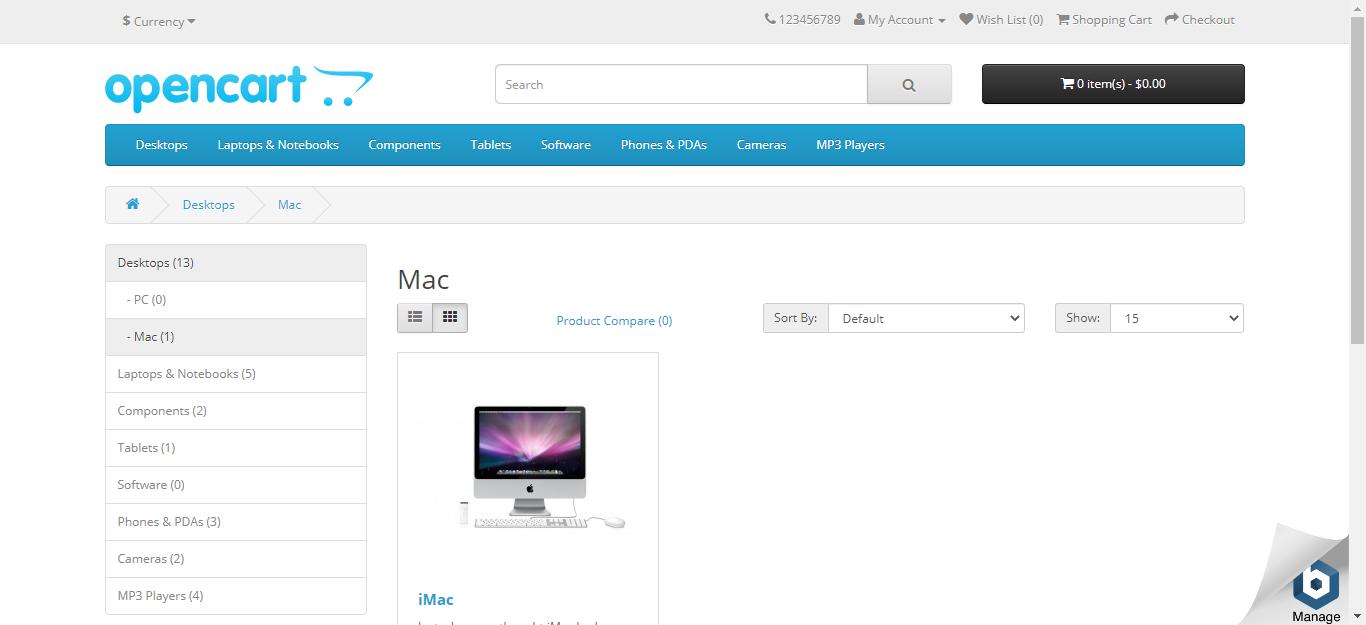 $ Currency
123456789 My Account Wish List (0) Shopping Cart Checkout
opencart
Search
0 item(s) - $0.00
Desktops Laptops & Notebooks Components Tablets Software Phones & PDAs Cameras MP3 Players
Desktops Mac
Desktops (13)
- PC (0)
- Mac (1)
Laptops & Notebooks (5)
Components (2)
Tablets (1)
Software (0)
Phones & PDAs (3)
Cameras (2)
MP3 Players (4)
Mac
Product Compare (0)
Sort By: Default
Show: 15
iMac
Manage